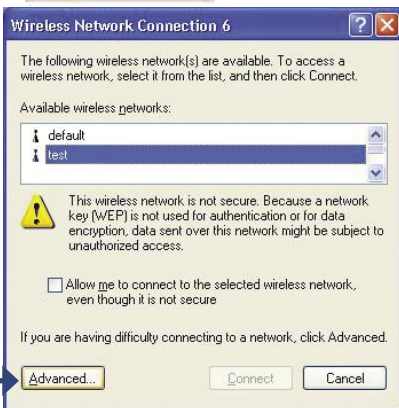 Wireless Network Connection 6
The following wireless network(s) are available. To access a
wireless network, select it from the list, and then click Connect.
Available wireless networks:
default
test
This wireless network is not secure. Because a network
key (WEP) is not used for authentication or for data
encryption, data sent over this network might be subject to
unauthorized access.
Allow me to connect to the selected wireless network,
even though it is not secure
If you are having difficulty connecting to a network, click Advanced.
Advanced... Connect Cancel